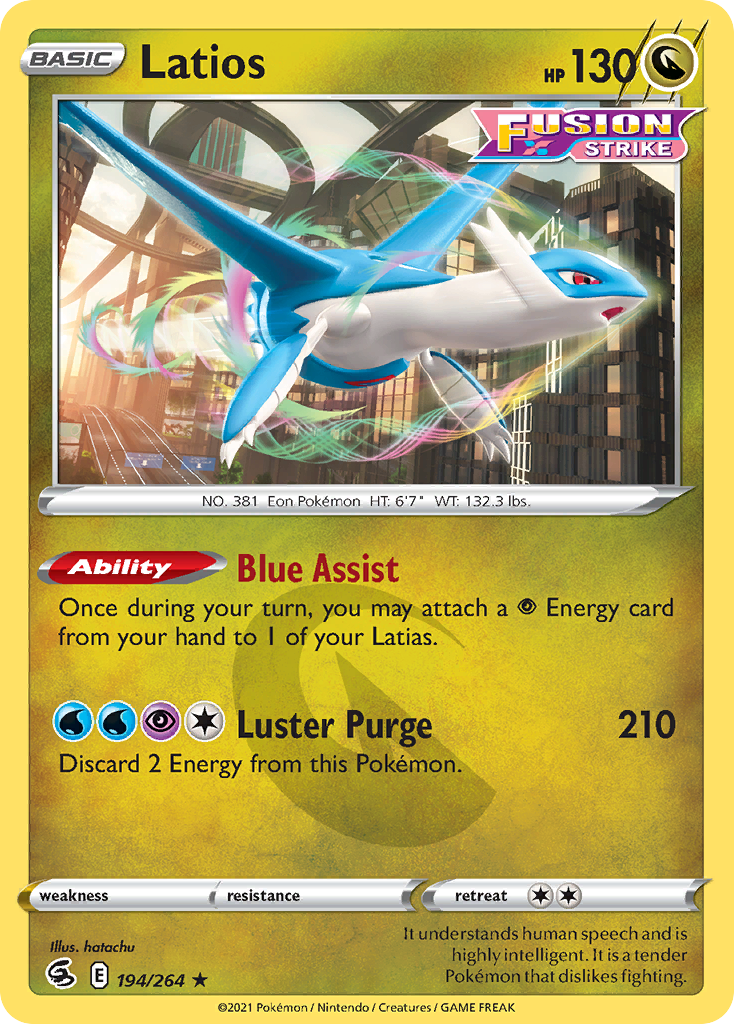 BASIC Latios HP 130
FUSION
STRIKE
NO. 381 Eon Pokémon HT: 6'7" WT: 132.3 lbs.
Ability Blue Assist
Once during your turn, you may attach a Energy card
from your hand to 1 of your Latias.
Luster Purge 210
Discard 2 Energy from this Pokémon.
weakness resistance retreat
Illus. hatachu
It understands human speech and is
highly intelligent. It is a tender
Pokémon that dislikes fighting.
E 194/264 ★
©2021 Pokémon / Nintendo / Creatures / GAME FREAK